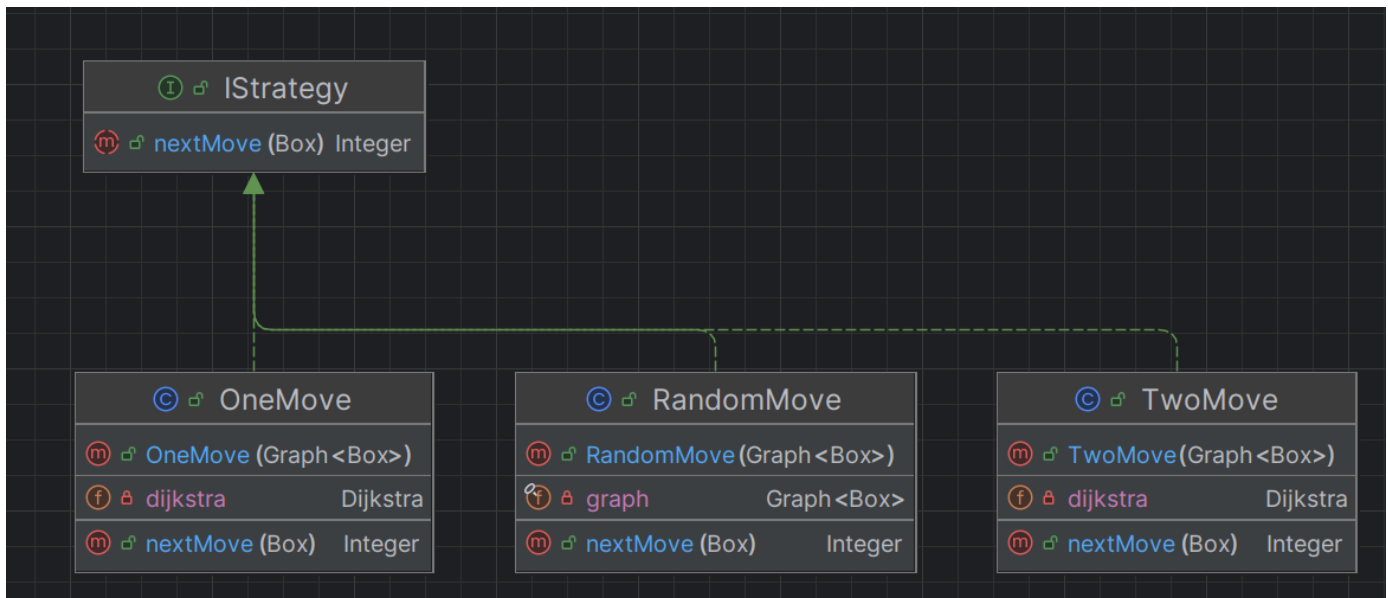 IStrategy
nextMove (Box) Integer
OneMove
OneMove (Graph<Box>)
dijkstra Dijkstra
nextMove (Box) Integer
RandomMove
RandomMove (Graph<Box>)
graph Graph<Box>
nextMove (Box) Integer
TwoMove
TwoMove (Graph<Box>)
dijkstra Dijkstra
nextMove (Box) Integer